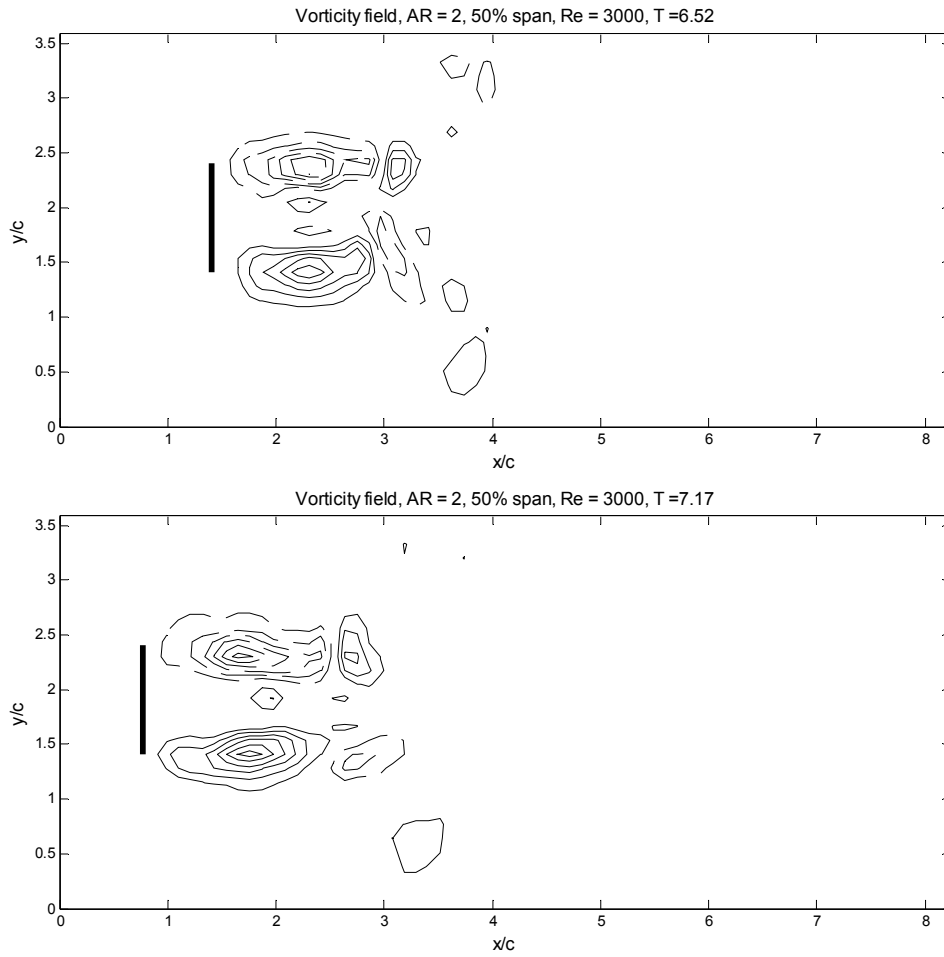 Vorticity field, AR = 2, 50% span, Re = 3000, T =6.52
3.5
3
2.5
2
1.5
1
0.5
0
y/c
0 1 2 3 4 5 6 7 8
x/c
Vorticity field, AR = 2, 50% span, Re = 3000, T =7.17
3.5
3
2.5
2
1.5
1
0.5
0
y/c
0 1 2 3 4 5 6 7 8
x/c